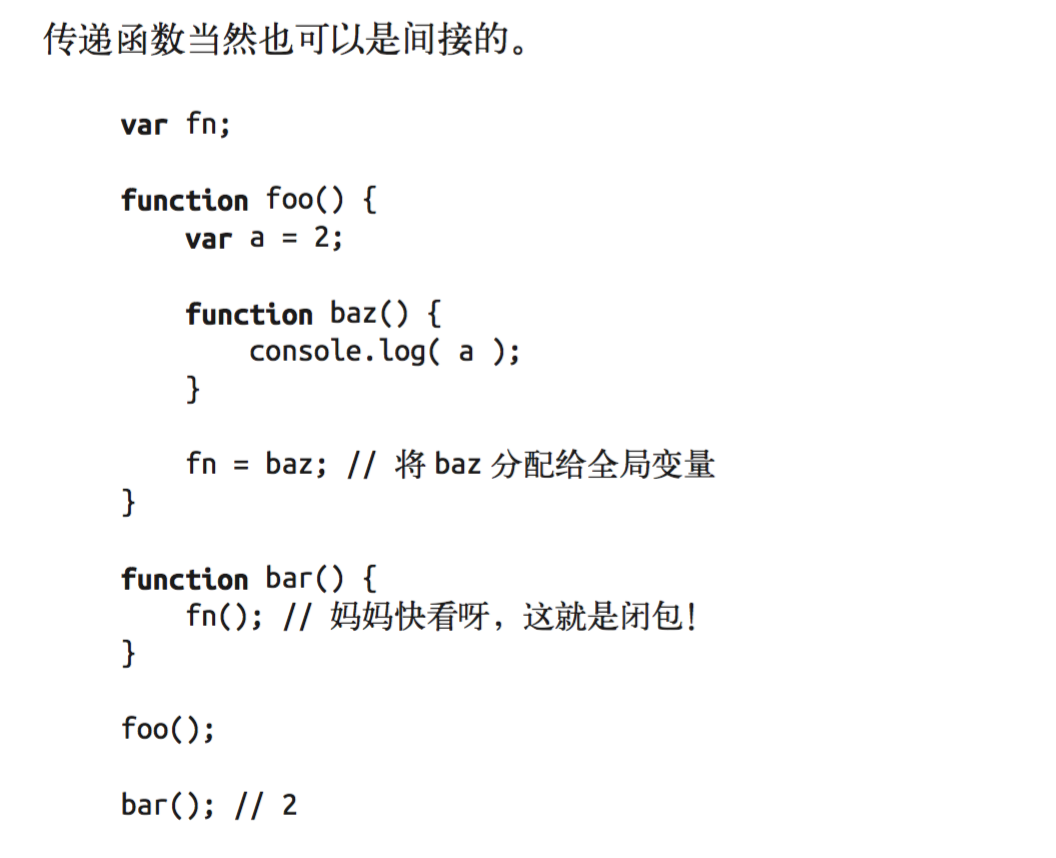 传递函数当然也可以是间接的。
var fn;
function foo() {
var a = 2;
function baz() {
console.log( a );
}
fn = baz; // 将 baz 分配给全局变量
}
function bar() {
fn(); // 妈妈快看呀，这就是闭包！
}
foo();
bar(); // 2